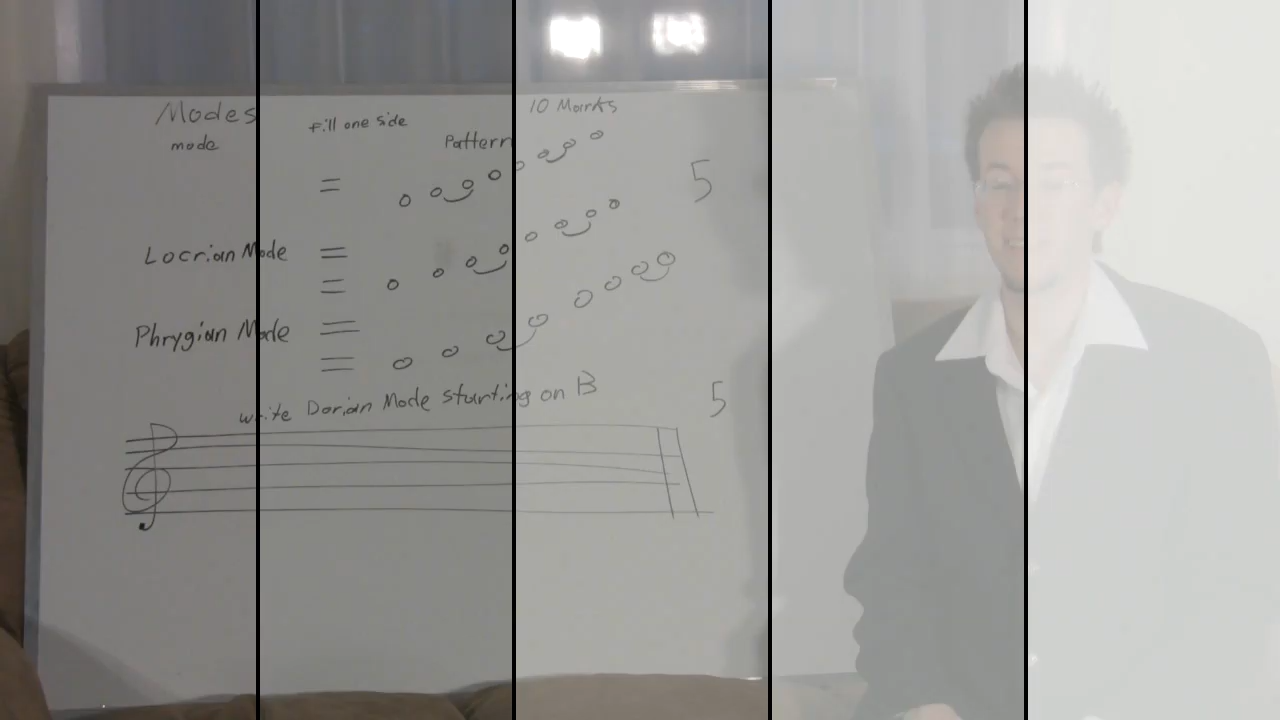 Modes fill one side 10 Marks
mode Pattern
= 5
Locrian Mode =
=
Phrygian Mode =
=
write Dorian Mode starting on B 5